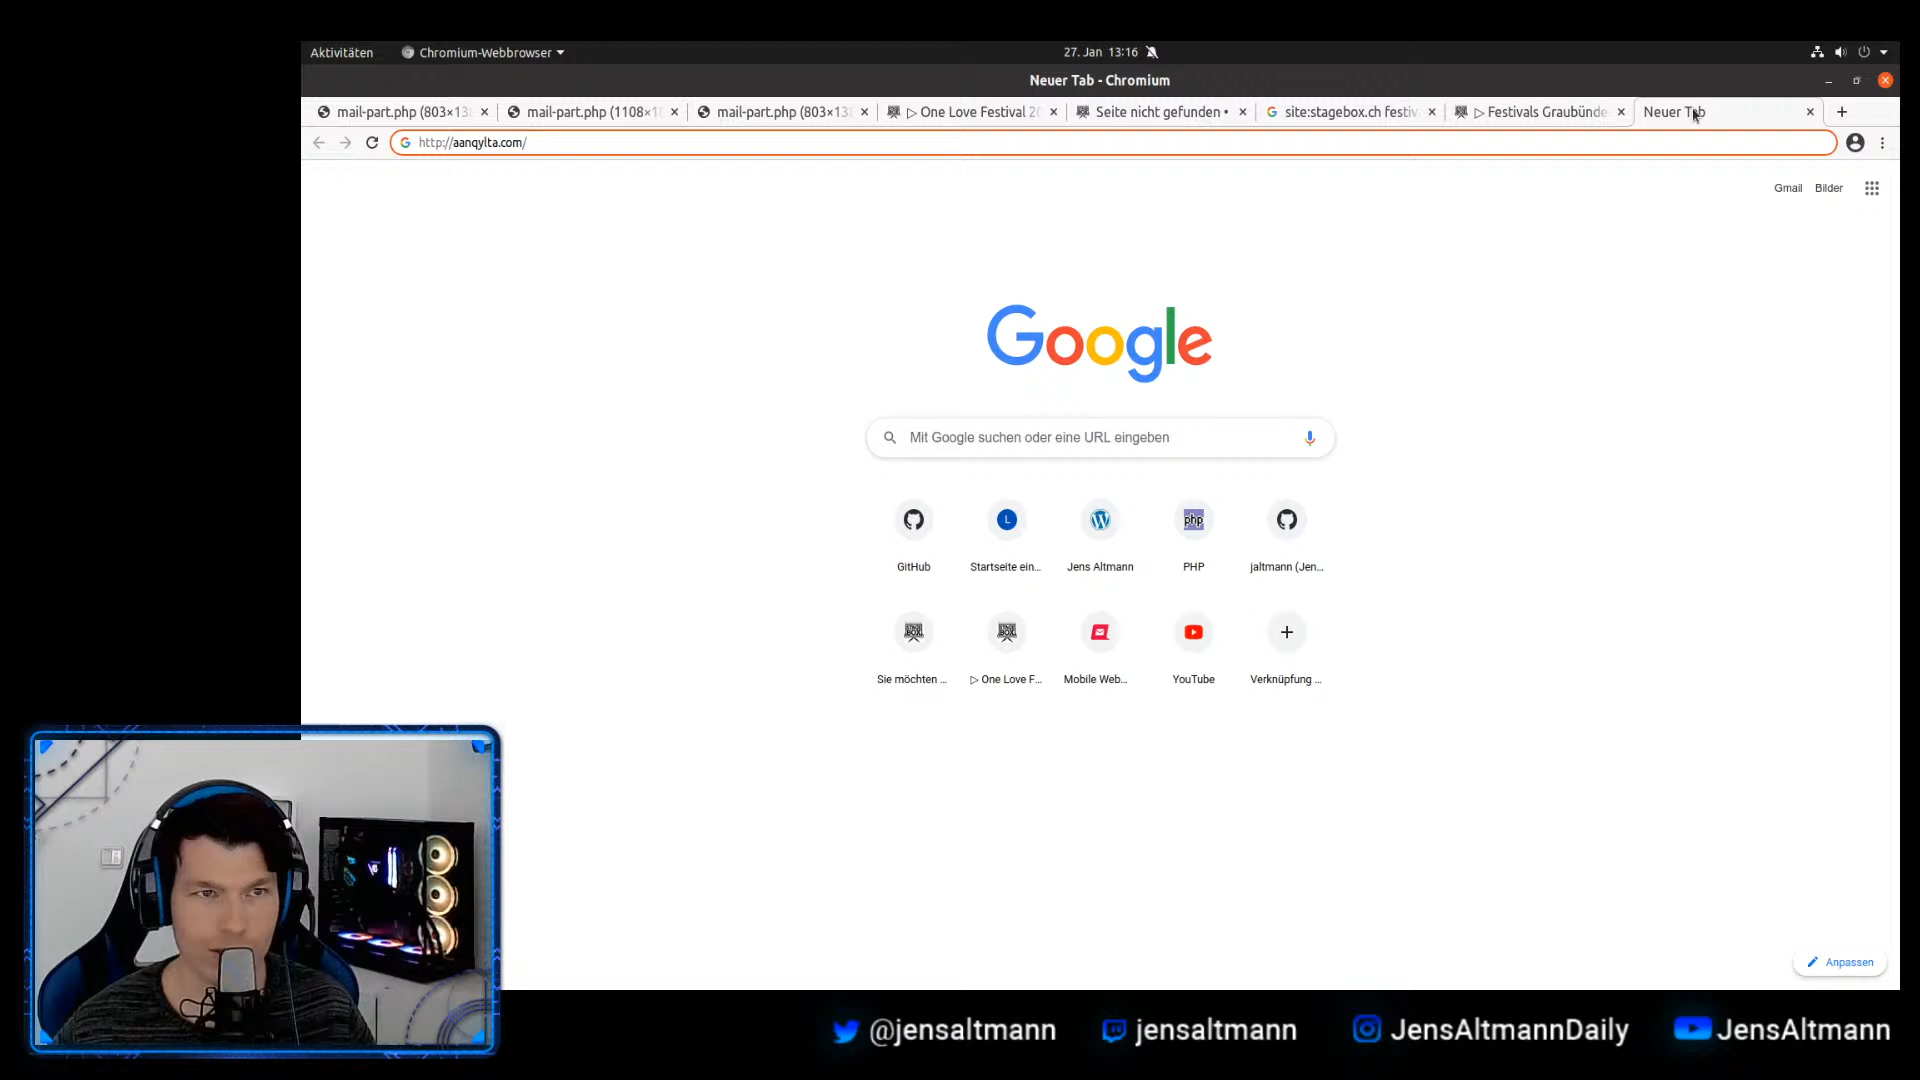 Aktivitäten Chromium-Webbrowser 27. Jan 13:16
Neuer Tab - Chromium
mail-part.php (803×13 mail-part.php (1108×1 mail-part.php (803×13 ▷ One Love Festival 20 Seite nicht gefunden • site:stagebox.ch festiv ▷ Festivals Graubünde Neuer Tab
http://aanqylta.com/
Gmail Bilder
Google
Mit Google suchen oder eine URL eingeben
GitHub Startseite ein... Jens Altmann PHP jaltmann (Jen...
Sie möchten ... ▷ One Love F... Mobile Web... YouTube Verknüpfung ...
Anpassen
@jensaltmann jensaltmann JensAltmannDaily JensAltmann